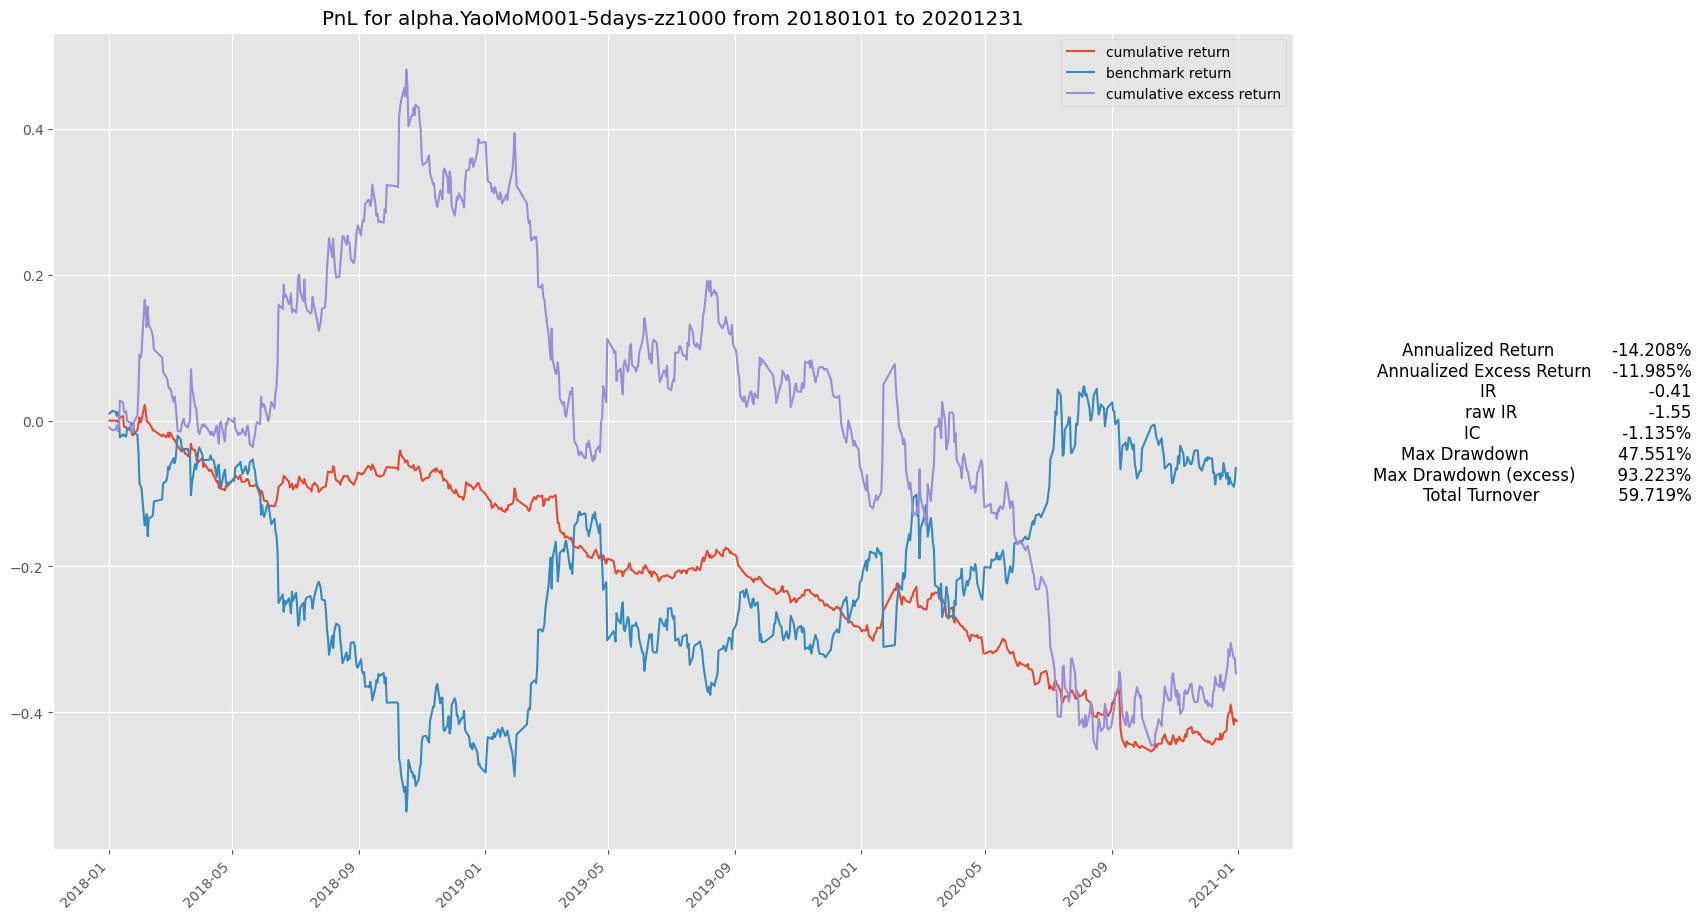 PnL for alpha.YaoMoM001-5days-zz1000 from 20180101 to 20201231
cumulative return
benchmark return
cumulative excess return
0.4
0.2
0.0
−0.2
−0.4
2018-01
2018-05
2018-09
2019-01
2019-05
2019-09
2020-01
2020-05
2020-09
2021-01
Annualized Return -14.208%
Annualized Excess Return -11.985%
IR -0.41
raw IR -1.55
IC -1.135%
Max Drawdown 47.551%
Max Drawdown (excess) 93.223%
Total Turnover 59.719%